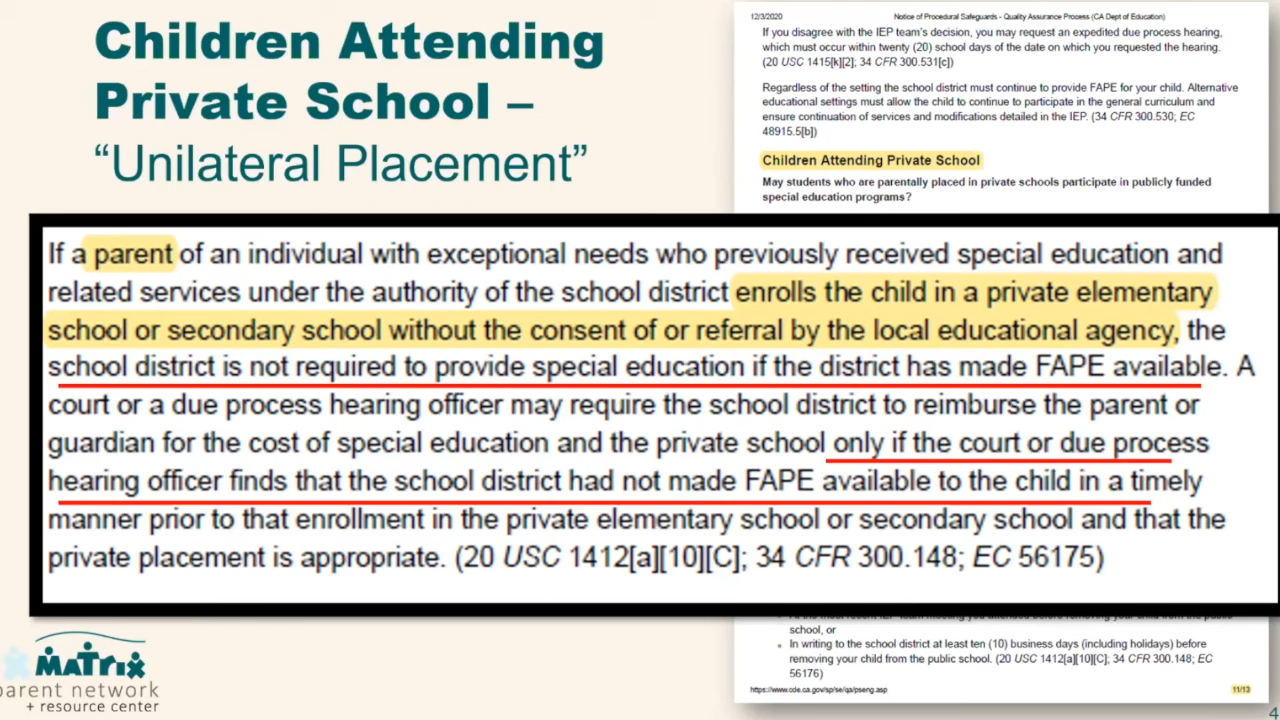 Children Attending
Private School –
“Unilateral Placement”
12/3/2020 Notice of Procedural Safeguards - Quality Assurance Process (CA Dept of Education)
If you disagree with the IEP team's decision, you may request an expedited due process hearing,
which must occur within twenty (20) school days of the date on which you requested the hearing.
(20 USC 1415[k][2]; 34 CFR 300.531[c])
Regardless of the setting the school district must continue to provide FAPE for your child. Alternative
educational settings must allow the child to continue to participate in the general curriculum and
ensure continuation of services and modifications detailed in the IEP. (34 CFR 300.530; EC
48915.5[b])
Children Attending Private School
May students who are parentally placed in private schools participate in publicly funded
special education programs?
If a parent of an individual with exceptional needs who previously received special education and
related services under the authority of the school district enrolls the child in a private elementary
school or secondary school without the consent of or referral by the local educational agency, the
school district is not required to provide special education if the district has made FAPE available. A
court or a due process hearing officer may require the school district to reimburse the parent or
guardian for the cost of special education and the private school only if the court or due process
hearing officer finds that the school district had not made FAPE available to the child in a timely
manner prior to that enrollment in the private elementary school or secondary school and that the
private placement is appropriate. (20 USC 1412[a][10][C]; 34 CFR 300.148; EC 56175)
school, or
• In writing to the school district at least ten (10) business days (including holidays) before
removing your child from the public school. (20 USC 1412[a][10][C]; 34 CFR 300.148; EC
56176)
https://www.cde.ca.gov/sp/se/qa/pseng.asp 11/13
MATRIX
parent network
+ resource center
4